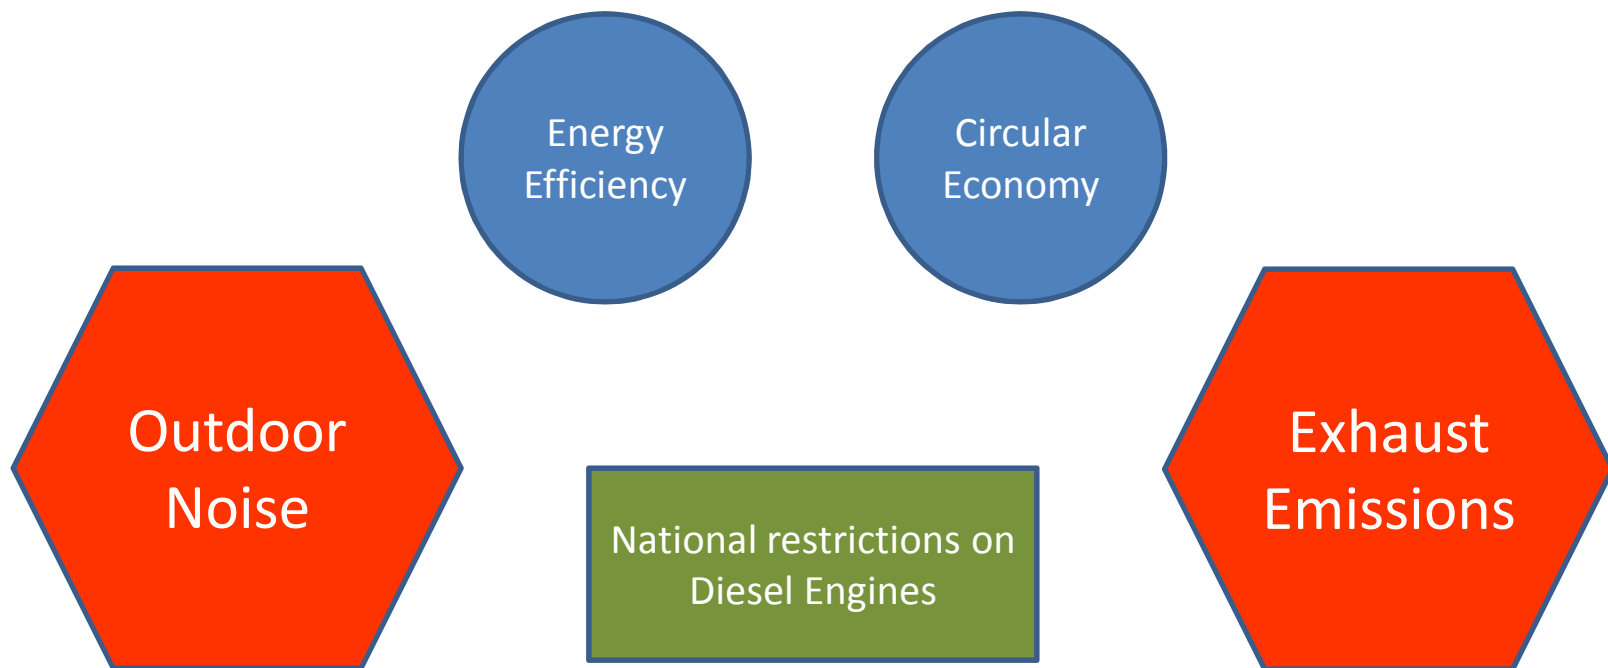 Energy
Efficiency
Circular
Economy
Outdoor
Noise
Exhaust
Emissions
National restrictions on
Diesel Engines